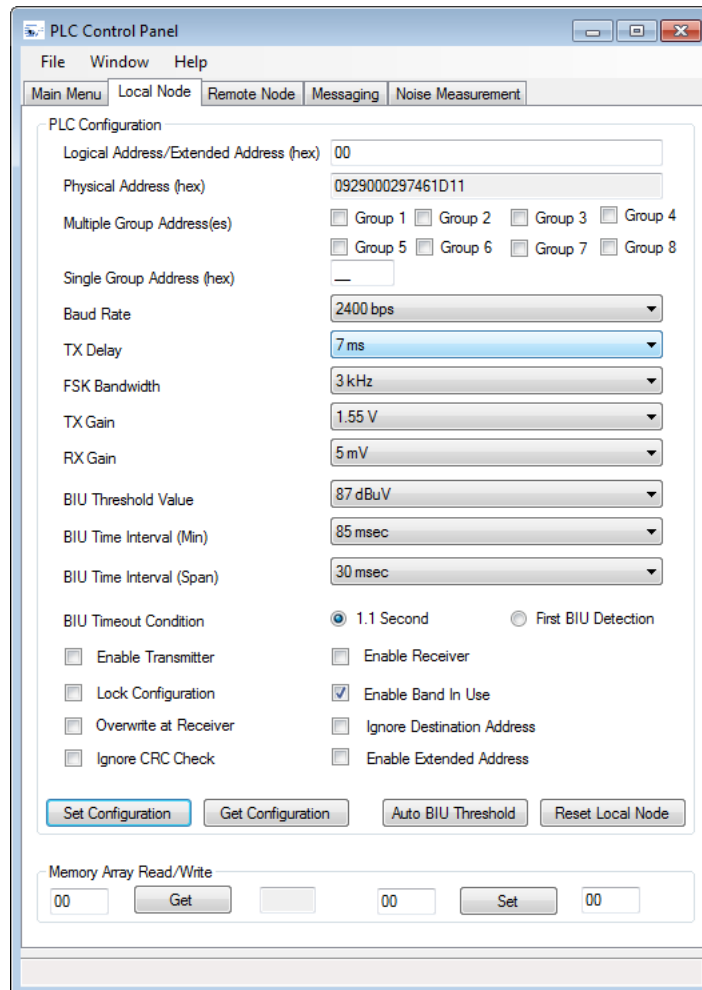 PLC Control Panel
File Window Help
Main Menu Local Node Remote Node Messaging Noise Measurement
PLC Configuration
Logical Address/Extended Address (hex) 00
Physical Address (hex) 0929000297461D11
Multiple Group Address(es) Group 1 Group 2 Group 3 Group 4
Group 5 Group 6 Group 7 Group 8
Single Group Address (hex) __
Baud Rate 2400 bps
TX Delay 7 ms
FSK Bandwidth 3 kHz
TX Gain 1.55 V
RX Gain 5 mV
BIU Threshold Value 87 dBuV
BIU Time Interval (Min) 85 msec
BIU Time Interval (Span) 30 msec
BIU Timeout Condition 1.1 Second First BIU Detection
Enable Transmitter Enable Receiver
Lock Configuration Enable Band In Use
Overwrite at Receiver Ignore Destination Address
Ignore CRC Check Enable Extended Address
Set Configuration Get Configuration Auto BIU Threshold Reset Local Node
Memory Array Read/Write
00 Get 00 Set 00